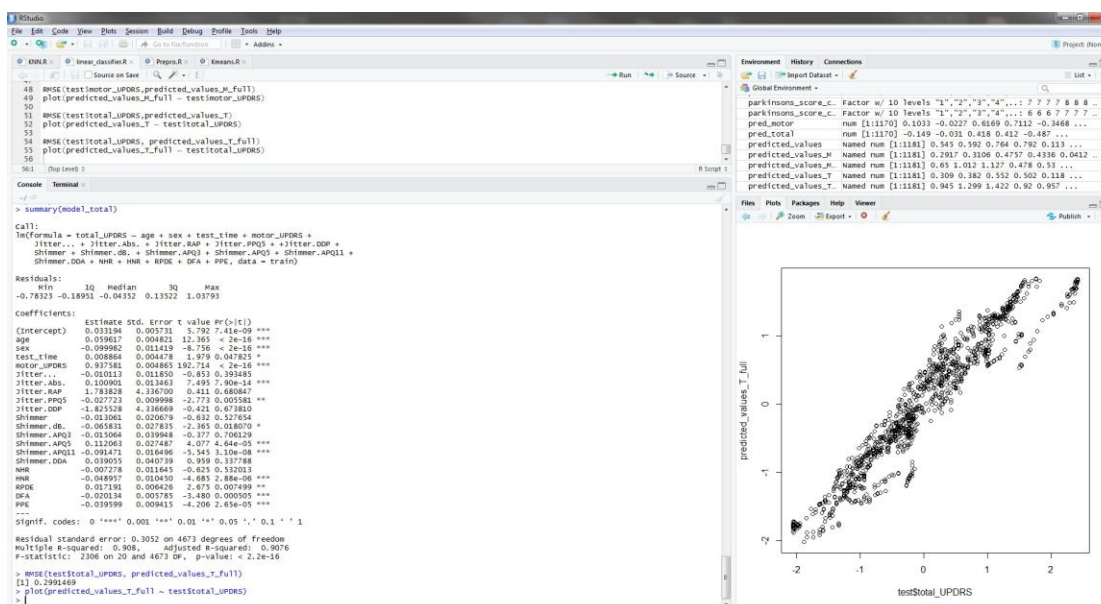 RStudio
File Edit Code View Plots Session Build Debug Profile Tools Help
Go to file/function Addins
Project: (Non
KNN.R linear_classifier.R Prepro.R Kmeans.R
Source on Save Run Source
48 RMSE(test$motor_UPDRS,predicted_values_M_full)
49 plot(predicted_values_M_full ~ test$motor_UPDRS)
50
51 RMSE(test$total_UPDRS,predicted_values_T)
52 plot(predicted_values_T ~ test$total_UPDRS)
53
54 RMSE(test$total_UPDRS, predicted_values_T_full)
55 plot(predicted_values_T_full ~ test$total_UPDRS)
56
56:1 (Top Level) R Script
Console Terminal
> summary(model_total)
Call:
lm(formula = total_UPDRS ~ age + sex + test_time + motor_UPDRS +
Jitter... + Jitter.Abs. + Jitter.RAP + Jitter.PPQ5 + +Jitter.DDP +
Shimmer + Shimmer.dB. + Shimmer.APQ3 + Shimmer.APQ5 + Shimmer.APQ11 +
Shimmer.DDA + NHR + HNR + RPDE + DFA + PPE, data = train)
Residuals:
Min 1Q Median 3Q Max
-0.78323 -0.18951 -0.04352 0.13522 1.03793
Coefficients:
Estimate Std. Error t value Pr(>|t|)
(Intercept) 0.033194 0.005731 5.792 7.41e-09 ***
age 0.059617 0.004821 12.365 < 2e-16 ***
sex -0.099982 0.011419 -8.756 < 2e-16 ***
test_time 0.008864 0.004478 1.979 0.047825 *
motor_UPDRS 0.937581 0.004865 192.714 < 2e-16 ***
Jitter... -0.010113 0.011850 -0.853 0.393485
Jitter.Abs. 0.100901 0.013463 7.495 7.90e-14 ***
Jitter.RAP 1.783828 4.336700 0.411 0.680847
Jitter.PPQ5 -0.027723 0.009998 -2.773 0.005581 **
Jitter.DDP -1.825528 4.336669 -0.421 0.673810
Shimmer -0.013061 0.020679 -0.632 0.527654
Shimmer.dB. -0.065831 0.027835 -2.365 0.018070 *
Shimmer.APQ3 -0.015064 0.039948 -0.377 0.706129
Shimmer.APQ5 0.112063 0.027487 4.077 4.64e-05 ***
Shimmer.APQ11 -0.091471 0.016496 -5.545 3.10e-08 ***
Shimmer.DDA 0.039055 0.040739 0.959 0.337788
NHR -0.007278 0.011645 -0.625 0.532013
HNR -0.048957 0.010450 -4.685 2.88e-06 ***
RPDE 0.017191 0.006426 2.675 0.007499 **
DFA -0.020134 0.005785 -3.480 0.000505 ***
PPE -0.039599 0.009415 -4.206 2.65e-05 ***
---
Signif. codes: 0 ‘***’ 0.001 ‘**’ 0.01 ‘*’ 0.05 ‘.’ 0.1 ‘ ’ 1
Residual standard error: 0.3052 on 4673 degrees of freedom
Multiple R-squared: 0.908, Adjusted R-squared: 0.9076
F-statistic: 2306 on 20 and 4673 DF, p-value: < 2.2e-16
> RMSE(test$total_UPDRS, predicted_values_T_full)
[1] 0.2991469
> plot(predicted_values_T_full ~ test$total_UPDRS)
>
Environment History Connections
Import Dataset List
Global Environment
parkinsons_score_c… Factor w/ 10 levels "1","2","3","4",..: 7 7 7 7 8 8 8 …
parkinsons_score_c… Factor w/ 10 levels "1","2","3","4",..: 6 6 6 7 7 7 7 …
pred_motor num [1:1170] 0.1033 -0.0227 0.6169 0.7112 -0.3468 ...
pred_total num [1:1170] -0.149 -0.031 0.418 0.412 -0.487 ...
predicted_values Named num [1:1181] 0.545 0.592 0.764 0.792 0.113 ...
predicted_values_M Named num [1:1181] 0.2917 0.3106 0.4757 0.4336 0.0412 …
predicted_values_M… Named num [1:1181] 0.65 1.012 1.127 0.478 0.53 ...
predicted_values_T Named num [1:1181] 0.309 0.382 0.552 0.502 0.118 ...
predicted_values_T… Named num [1:1181] 0.945 1.299 1.422 0.92 0.957 ...
Files Plots Packages Help Viewer
Zoom Export Publish
predicted_values_T_full
1
0
-1
-2
-2 -1 0 1 2
test$total_UPDRS